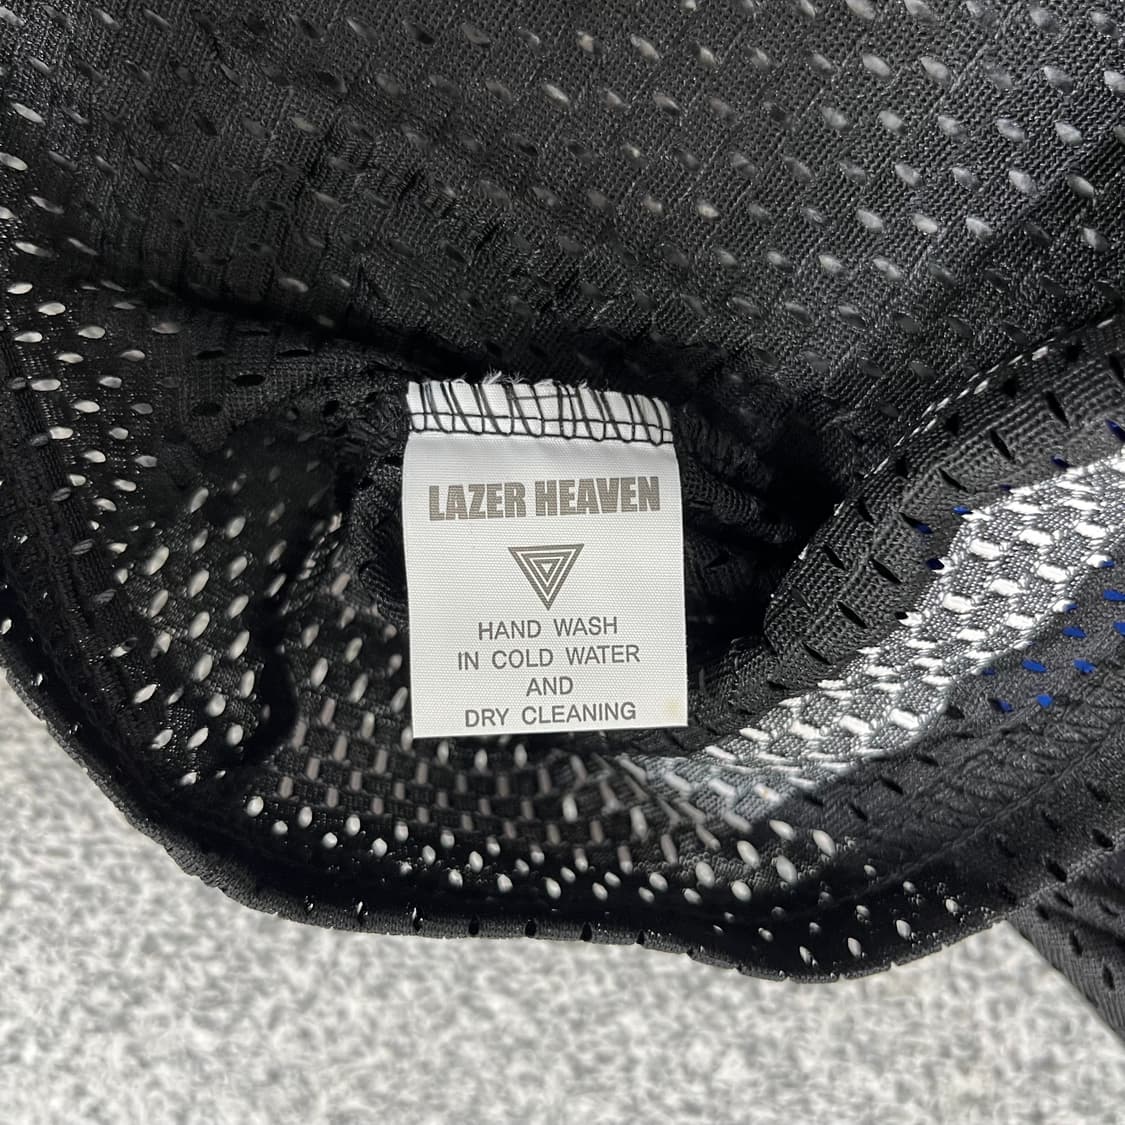 LAZER HEAVEN
HAND WASH
IN COLD WATER
AND
DRY CLEANING